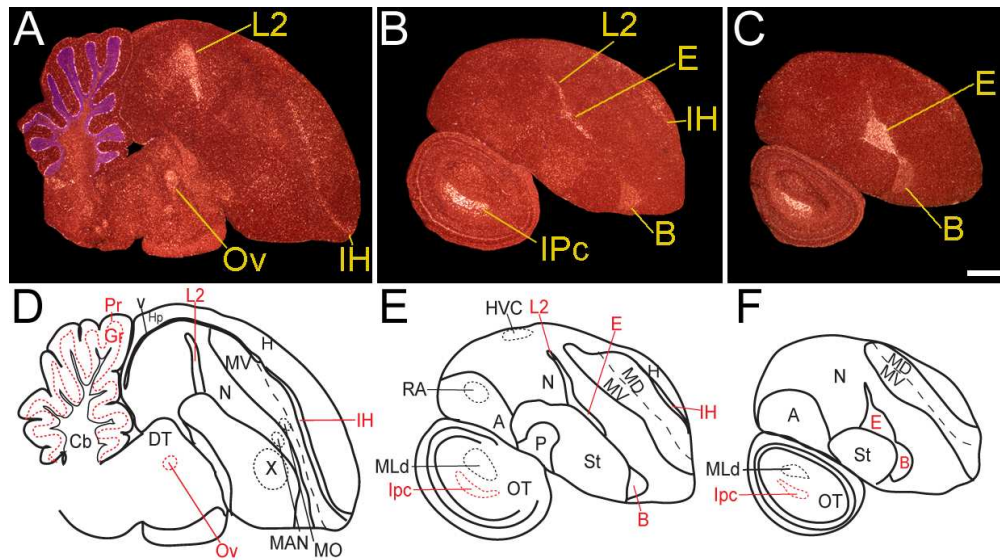 A
L2
Ov
IH
B
L2
E
IH
IPc
B
C
E
B
D
Pr
Gr
V
Hp
L2
H
MV
N
IH
Cb
DT
X
Ov
MAN
MO
E
HVC
L2
E
MD
MV
H
N
RA
IH
A
P
St
MLd
Ipc
OT
B
F
MD
MV
N
A
E
St
B
MLd
Ipc
OT